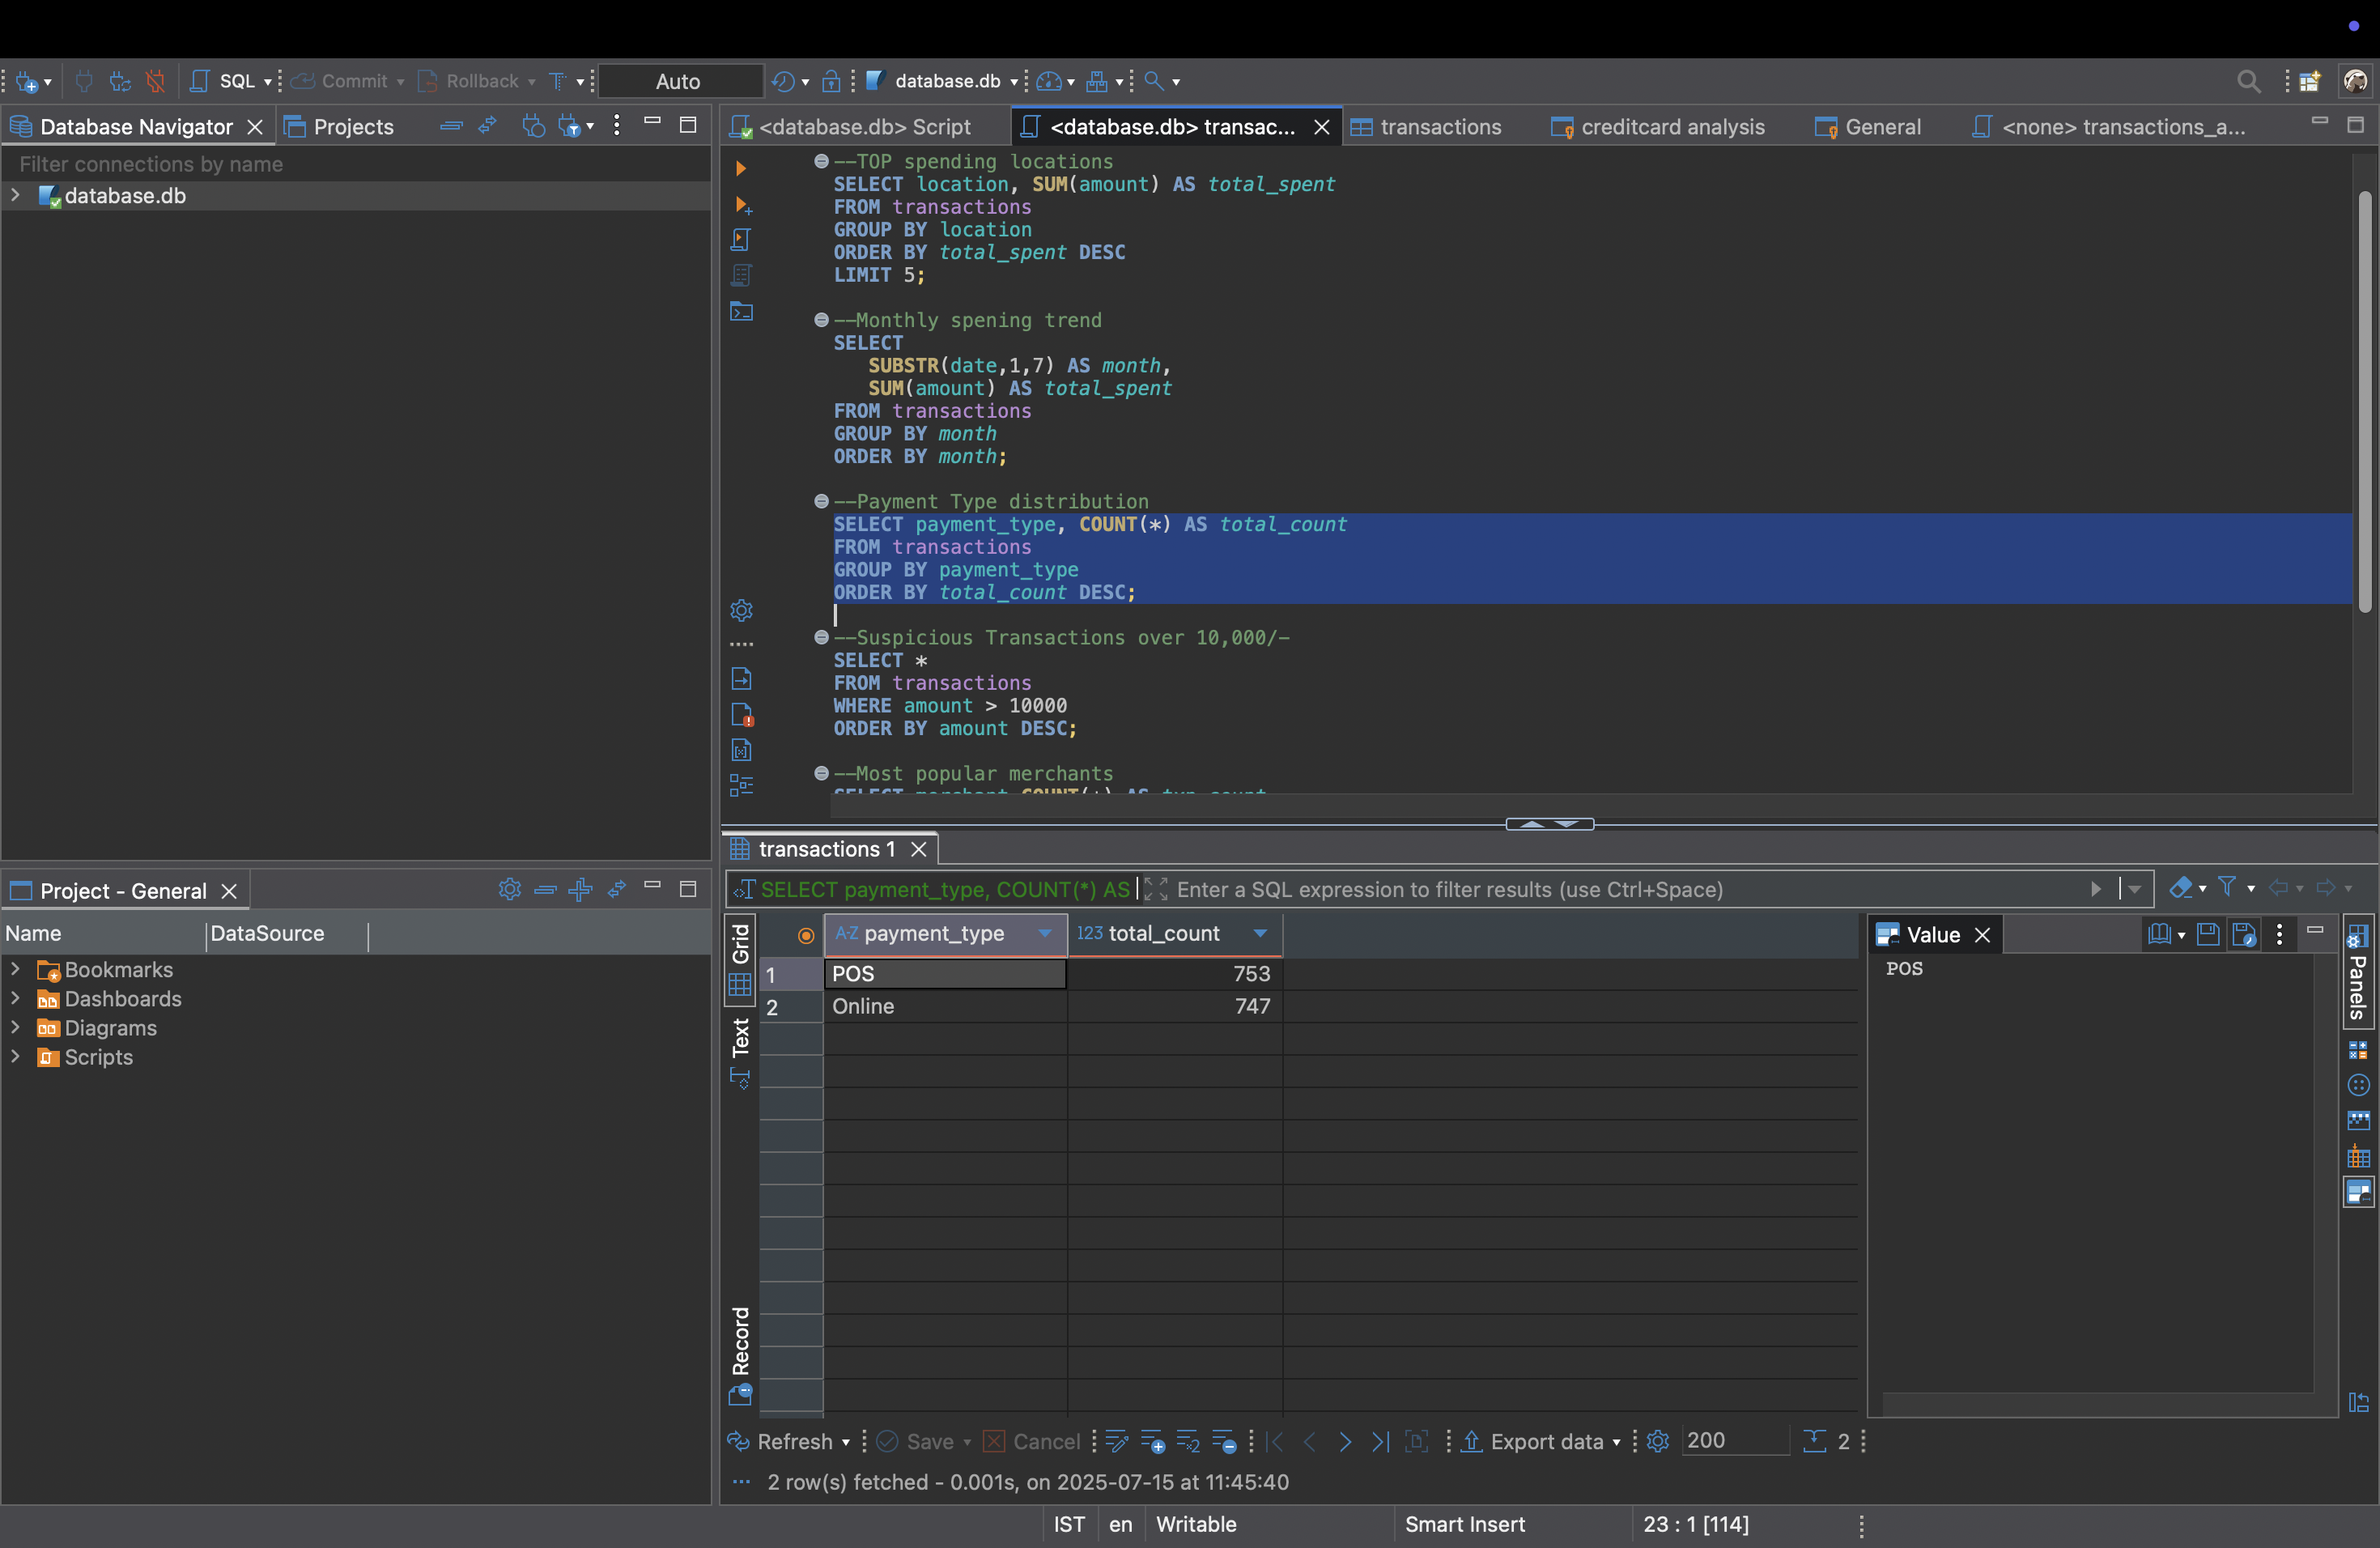 SQL
Commit
Rollback
T
Auto
database.db
Database Navigator
Projects
Filter connections by name
database.db
<database.db> Script
<database.db> transac...
transactions
creditcard analysis
General
<none> transactions_a...
--TOP spending locations
SELECT location, SUM(amount) AS total_spent
FROM transactions
GROUP BY location
ORDER BY total_spent DESC
LIMIT 5;
--Monthly spening trend
SELECT
SUBSTR(date,1,7) AS month,
SUM(amount) AS total_spent
FROM transactions
GROUP BY month
ORDER BY month;
--Payment Type distribution
SELECT payment_type, COUNT(*) AS total_count
FROM transactions
GROUP BY payment_type
ORDER BY total_count DESC;
--Suspicious Transactions over 10,000/-
SELECT *
FROM transactions
WHERE amount > 10000
ORDER BY amount DESC;
--Most popular merchants
Project - General
Name DataSource
Bookmarks
Dashboards
Diagrams
Scripts
transactions 1
SELECT payment_type, COUNT(*) AS
Enter a SQL expression to filter results (use Ctrl+Space)
Grid
Text
Record
A-Z payment_type 123 total_count
1 POS 753
2 Online 747
Value
POS
Panels
Refresh Save Cancel Export data 200 2
2 row(s) fetched - 0.001s, on 2025-07-15 at 11:45:40
IST en Writable Smart Insert 23 : 1 [114]